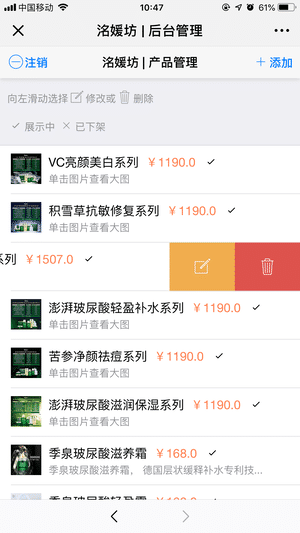 中国移动 10:47 61%
洺媛坊 | 后台管理
注销 洺媛坊 | 产品管理 + 添加
向左滑动选择 修改或 删除
展示中 已下架
VC亮颜美白系列 ￥1190.0
单击图片查看大图
积雪草抗敏修复系列 ￥1190.0
单击图片查看大图
系列 ￥1507.0
澎湃玻尿酸轻盈补水系列 ￥1190.0
单击图片查看大图
苦参净颜祛痘系列 ￥1190.0
单击图片查看大图
澎湃玻尿酸滋润保湿系列 ￥1190.0
单击图片查看大图
季泉玻尿酸滋养霜 ￥168.0
季泉玻尿酸滋养霜， 德国层状缓释补水专利技...